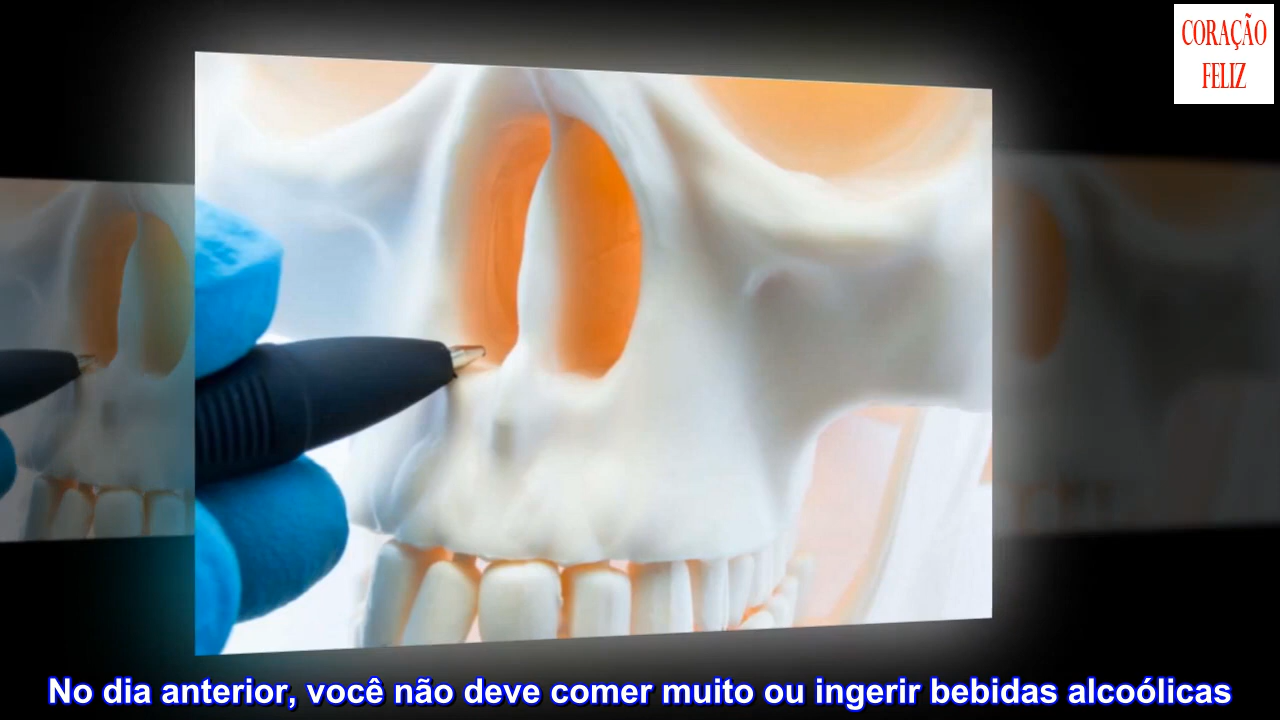 CORAÇÃO
FELIZ
No dia anterior, você não deve comer muito ou ingerir bebidas alcoólicas